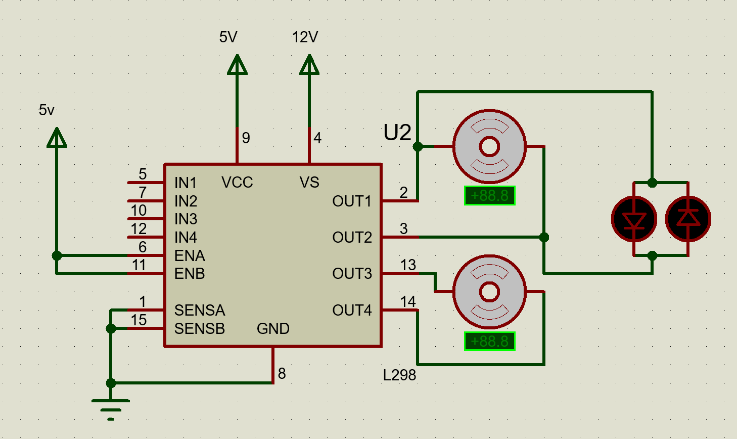 5V 12V
5v
U2
9 4
VCC VS
5 IN1
7 IN2
10 IN3
12 IN4
6 ENA
11 ENB
1 SENSA
15 SENSB
GND
8
OUT1 2
OUT2 3
OUT3 13
OUT4 14
+88.8
+88.8
L298